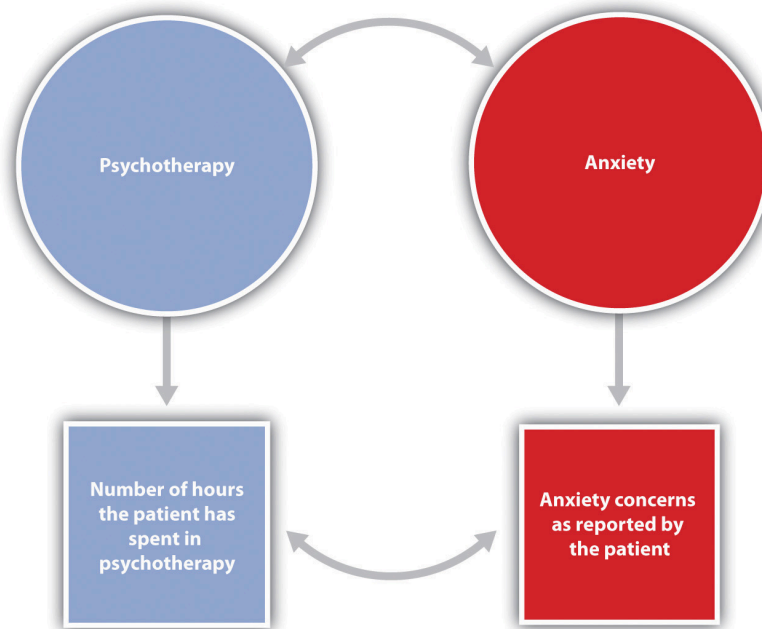 Psychotherapy
Anxiety
Number of hours
the patient has
spent in
psychotherapy
Anxiety concerns
as reported by
the patient